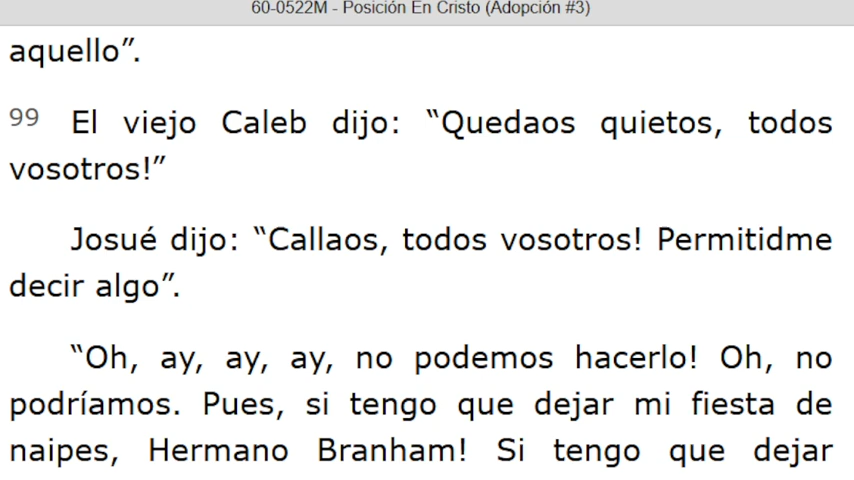 60-0522M - Posición En Cristo (Adopción #3)
aquello”.
99 El viejo Caleb dijo: “Quedaos quietos, todos
vosotros!”
Josué dijo: “Callaos, todos vosotros! Permitidme
decir algo”.
“Oh, ay, ay, ay, no podemos hacerlo! Oh, no
podríamos. Pues, si tengo que dejar mi fiesta de
naipes, Hermano Branham! Si tengo que dejar